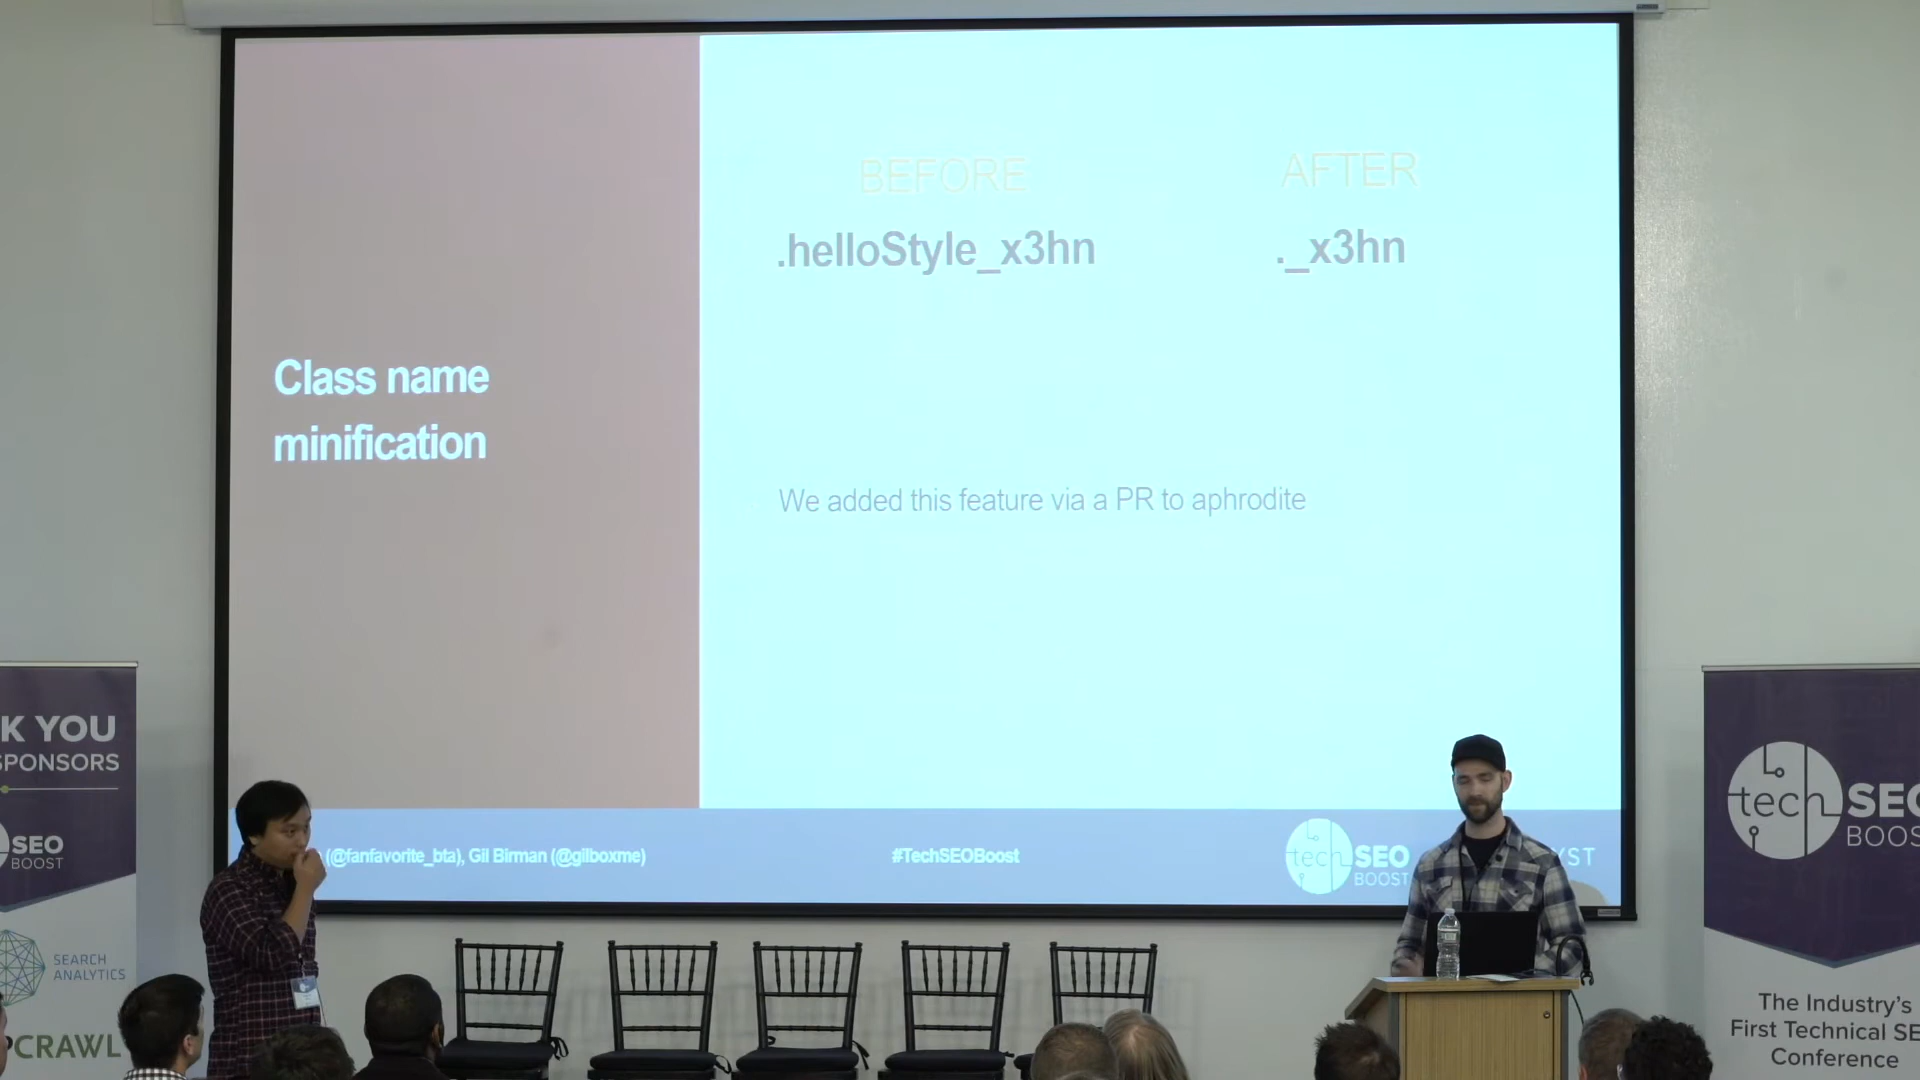 BEFORE
AFTER
.helloStyle_x3hn
._x3hn
Class name
minification
We added this feature via a PR to aphrodite
(@fanfavorite_bta), Gil Birman (@gilboxme)
#TechSEOBoost
tech SEO
BOOST
YST
K YOU
SPONSORS
SEO
BOOST
SEARCH
ANALYTICS
PCRAWL
tech SEO
BOOS
The Industry's
First Technical SE
Conference